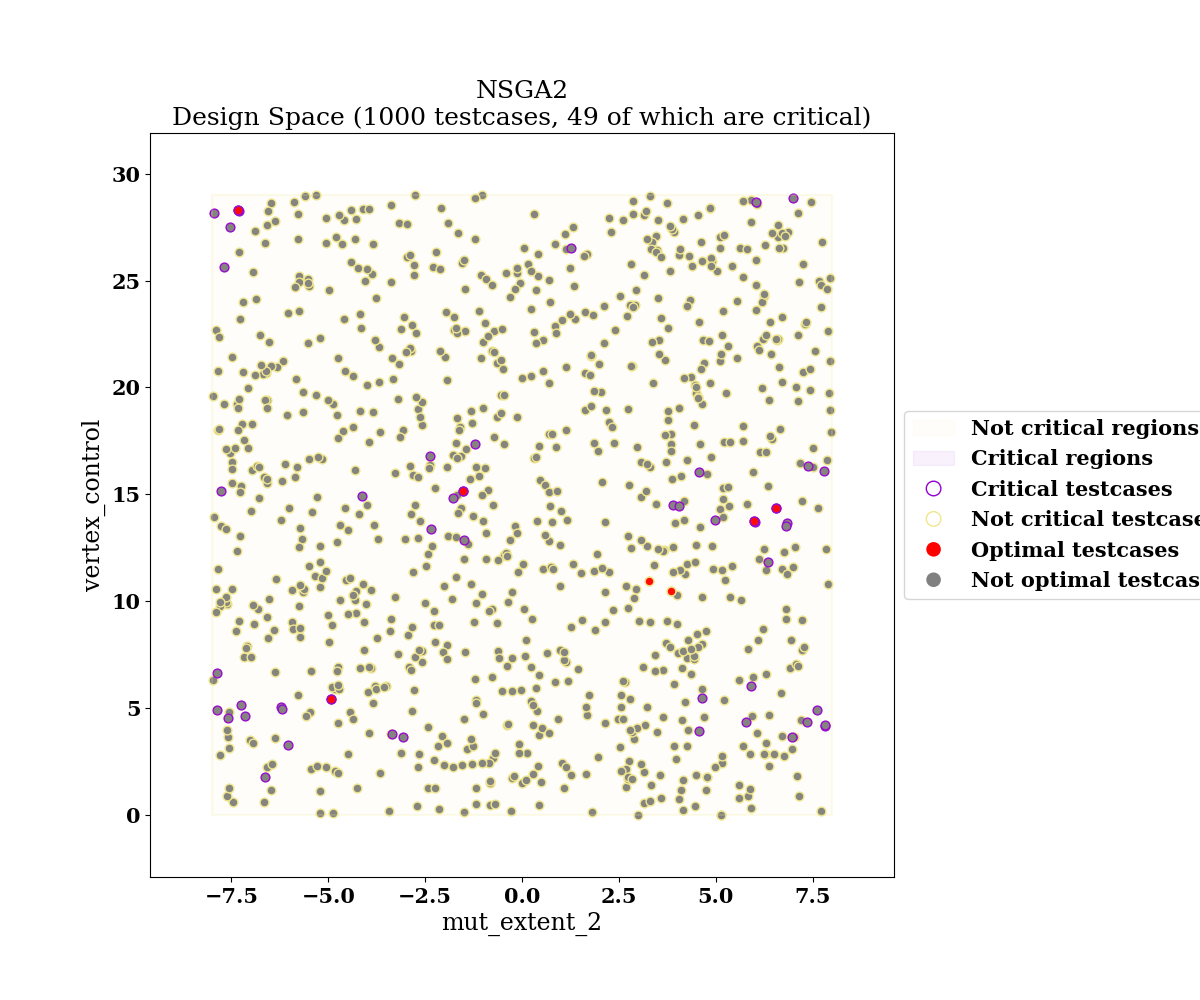 NSGA2
Design Space (1000 testcases, 49 of which are critical)
30
25
20
15
10
5
0
vertex_control
−7.5
−5.0
−2.5
0.0
2.5
5.0
7.5
mut_extent_2
Not critical regions
Critical regions
Critical testcases
Not critical testcase
Optimal testcases
Not optimal testcas